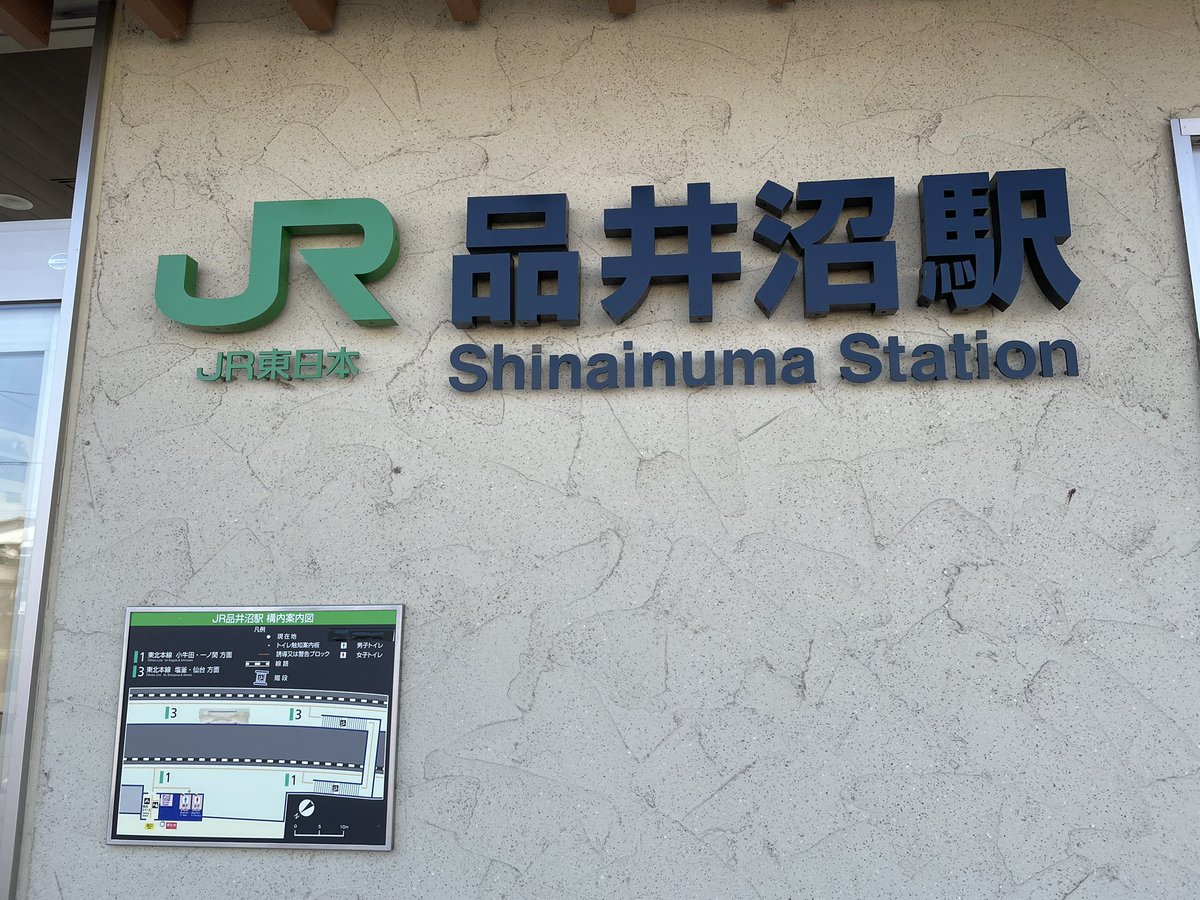 JR
JR東日本
品井沼駅
Shinainuma Station
JR品井沼駅 構内案内図
凡例
現在地
トイレ触知案内板
誘導又は警告ブロック
線路
階段
男子トイレ
女子トイレ
1 東北本線 小牛田・一ノ関 方面
3 東北本線 塩釜・仙台 方面
3
3
1
1
N
0 5 10m